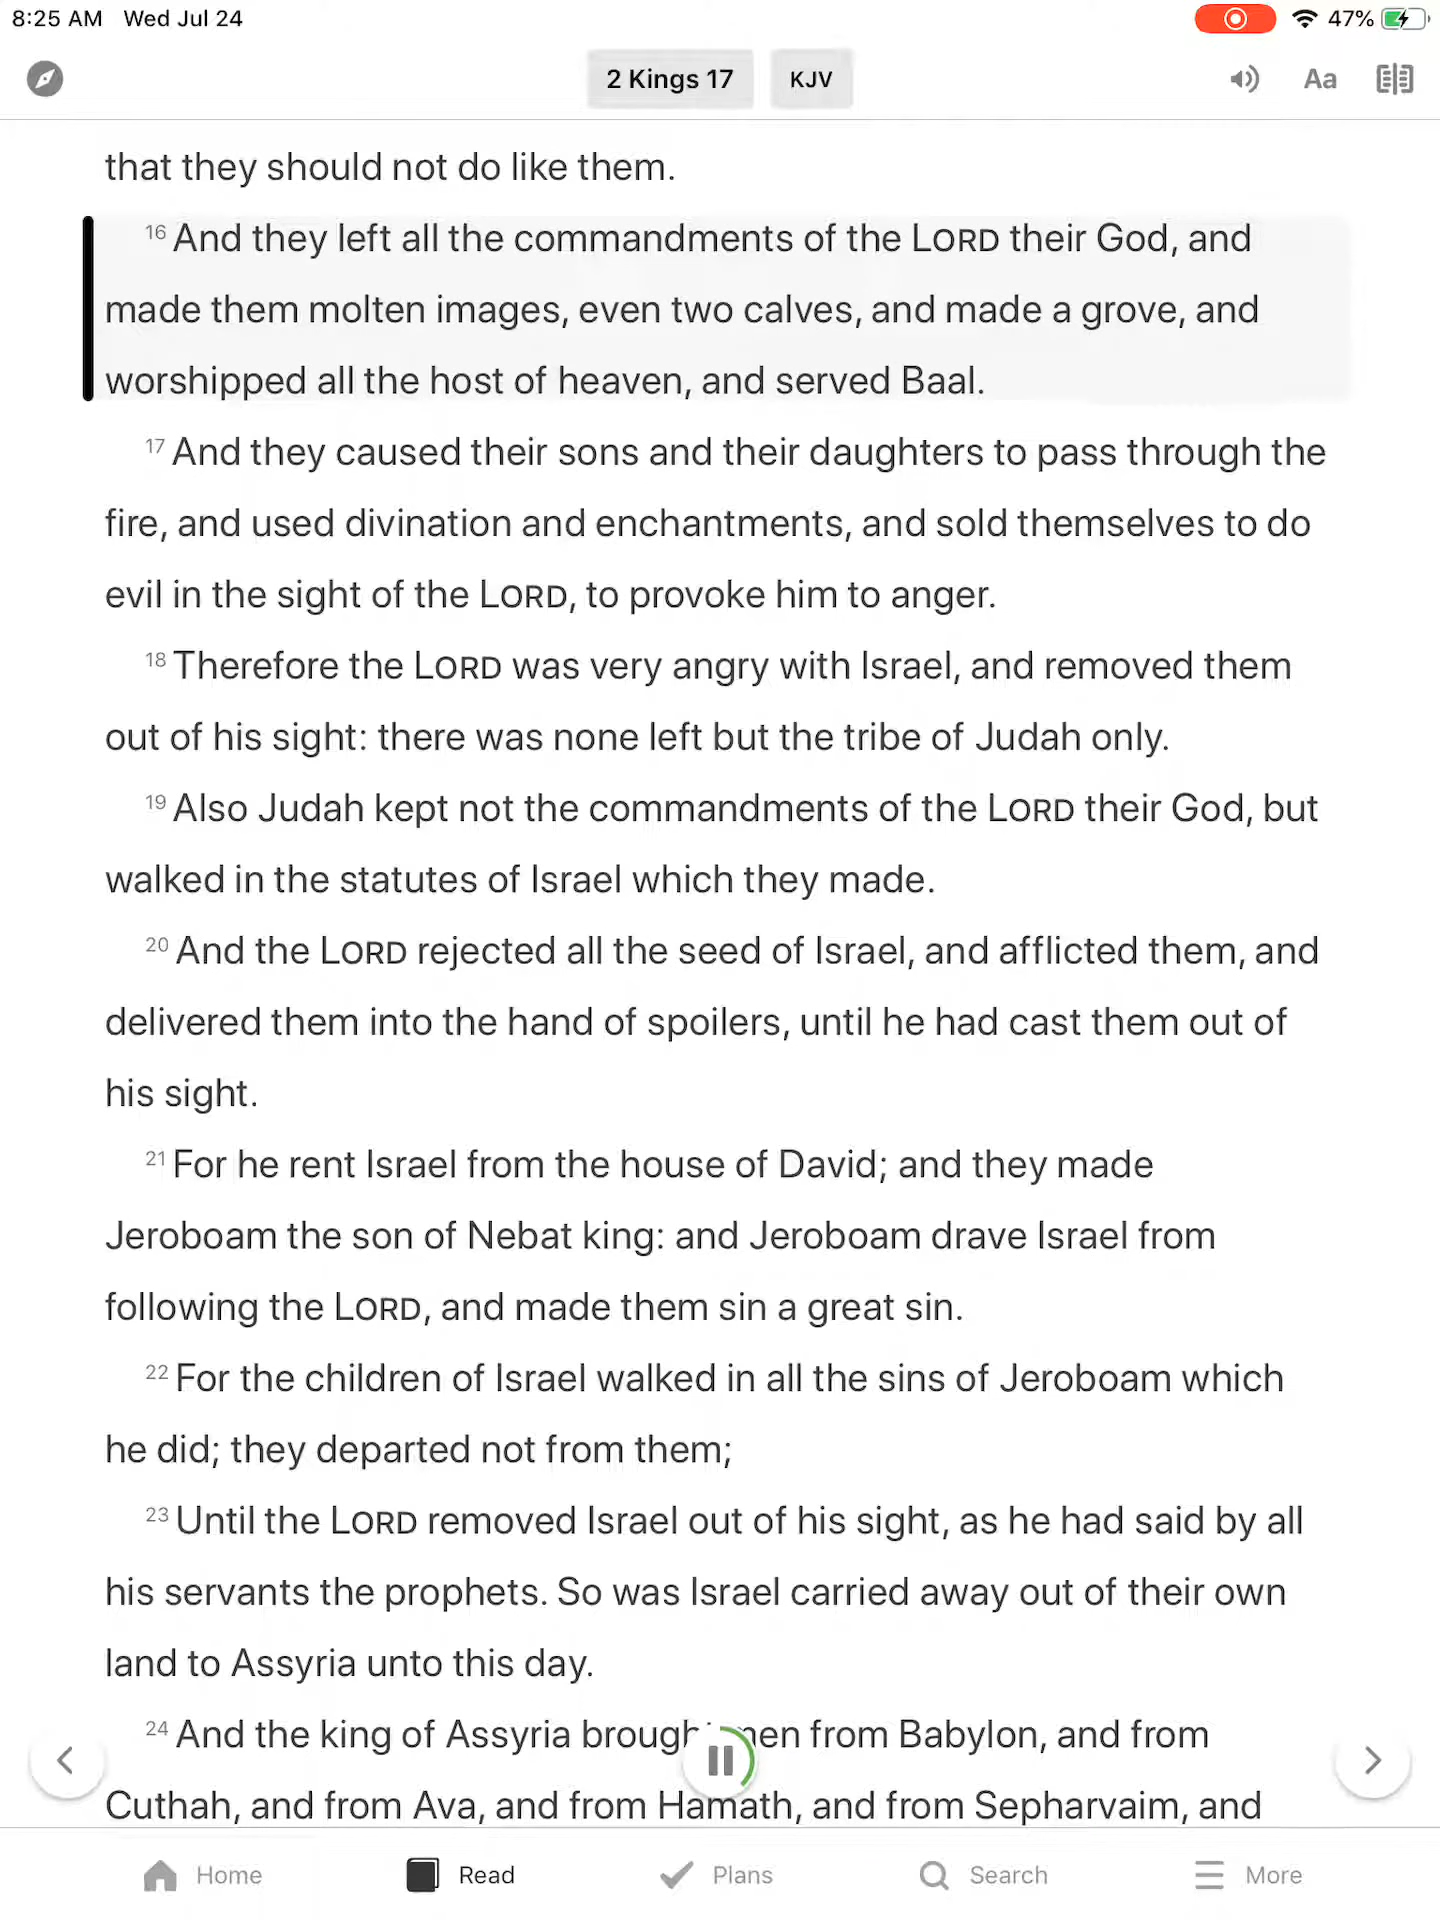 8:25 AM Wed Jul 24 47%
2 Kings 17 KJV Aa
that they should not do like them.
16 And they left all the commandments of the LORD their God, and
made them molten images, even two calves, and made a grove, and
worshipped all the host of heaven, and served Baal.
17 And they caused their sons and their daughters to pass through the
fire, and used divination and enchantments, and sold themselves to do
evil in the sight of the LORD, to provoke him to anger.
18 Therefore the LORD was very angry with Israel, and removed them
out of his sight: there was none left but the tribe of Judah only.
19 Also Judah kept not the commandments of the LORD their God, but
walked in the statutes of Israel which they made.
20 And the LORD rejected all the seed of Israel, and afflicted them, and
delivered them into the hand of spoilers, until he had cast them out of
his sight.
21 For he rent Israel from the house of David; and they made
Jeroboam the son of Nebat king: and Jeroboam drave Israel from
following the LORD, and made them sin a great sin.
22 For the children of Israel walked in all the sins of Jeroboam which
he did; they departed not from them;
23 Until the LORD removed Israel out of his sight, as he had said by all
his servants the prophets. So was Israel carried away out of their own
land to Assyria unto this day.
24 And the king of Assyria from Babylon, and from
Cuthah, and from Ava, and from Hamath, and from Sepharvaim, and
Home Read Plans Search More